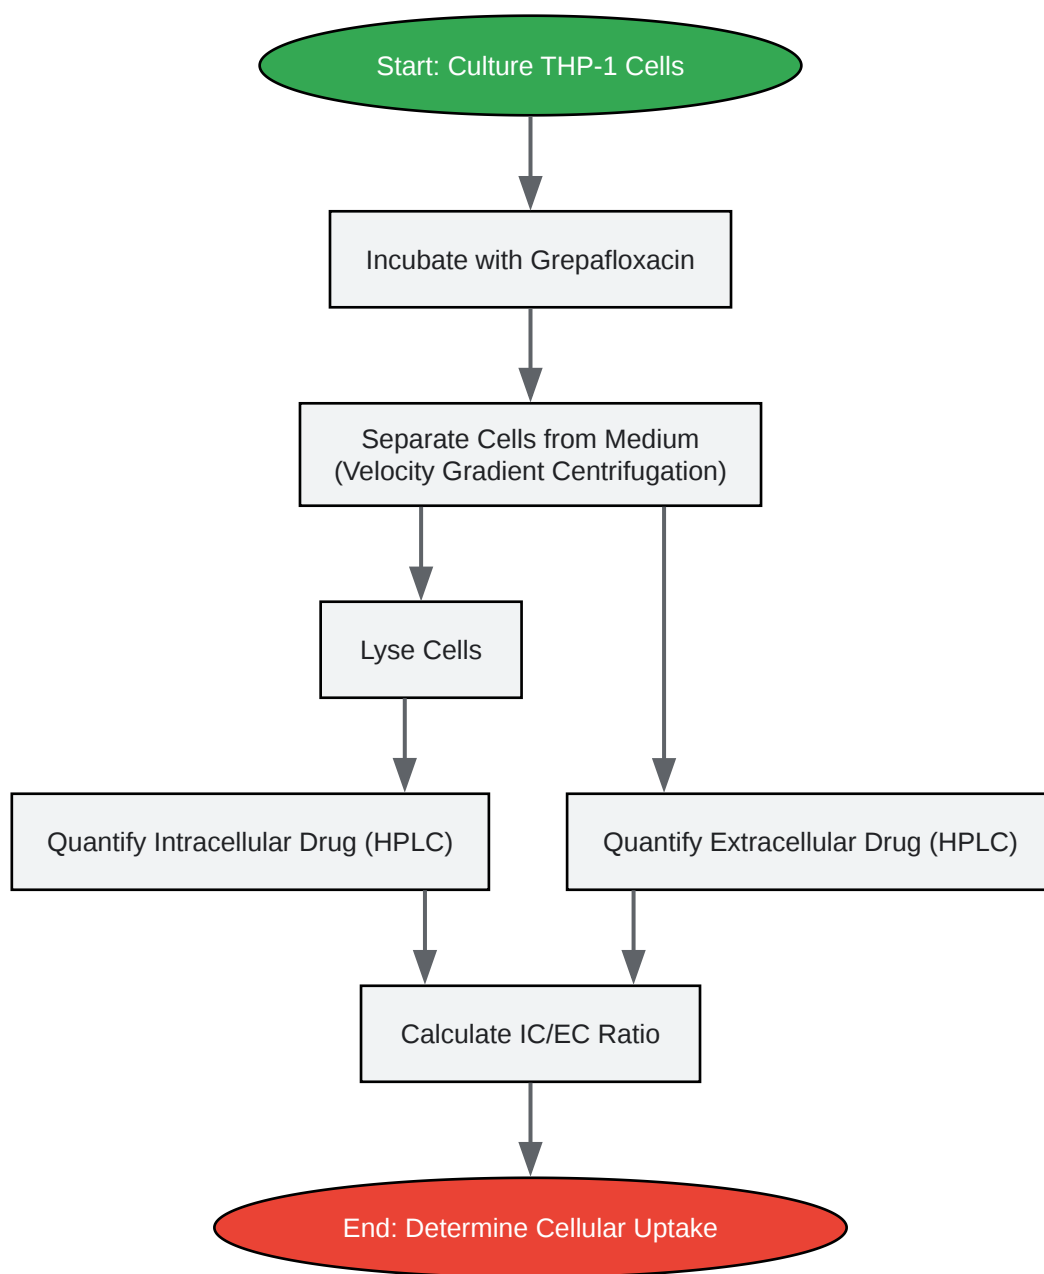 Start: Culture THP-1 Cells
Incubate with Grepafloxacin
Separate Cells from Medium
(Velocity Gradient Centrifugation)
Lyse Cells
Quantify Intracellular Drug (HPLC)
Quantify Extracellular Drug (HPLC)
Calculate IC/EC Ratio
End: Determine Cellular Uptake